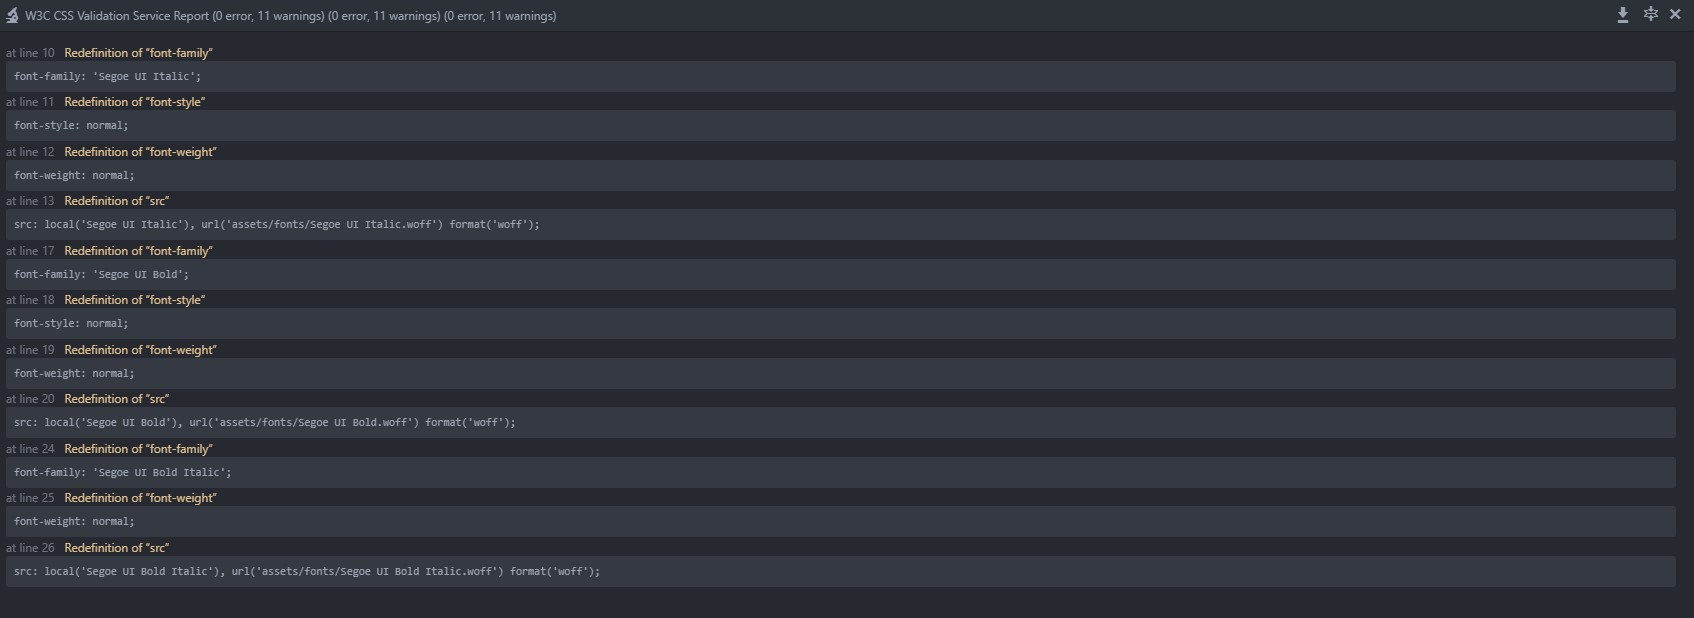 W3C CSS Validation Service Report (0 error, 11 warnings) (0 error, 11 warnings) (0 error, 11 warnings)
at line 10 Redefinition of “font-family”
font-family: 'Segoe UI Italic';
at line 11 Redefinition of “font-style”
font-style: normal;
at line 12 Redefinition of “font-weight”
font-weight: normal;
at line 13 Redefinition of “src”
src: local('Segoe UI Italic'), url('assets/fonts/Segoe UI Italic.woff') format('woff');
at line 17 Redefinition of “font-family”
font-family: 'Segoe UI Bold';
at line 18 Redefinition of “font-style”
font-style: normal;
at line 19 Redefinition of “font-weight”
font-weight: normal;
at line 20 Redefinition of “src”
src: local('Segoe UI Bold'), url('assets/fonts/Segoe UI Bold.woff') format('woff');
at line 24 Redefinition of “font-family”
font-family: 'Segoe UI Bold Italic';
at line 25 Redefinition of “font-weight”
font-weight: normal;
at line 26 Redefinition of “src”
src: local('Segoe UI Bold Italic'), url('assets/fonts/Segoe UI Bold Italic.woff') format('woff');